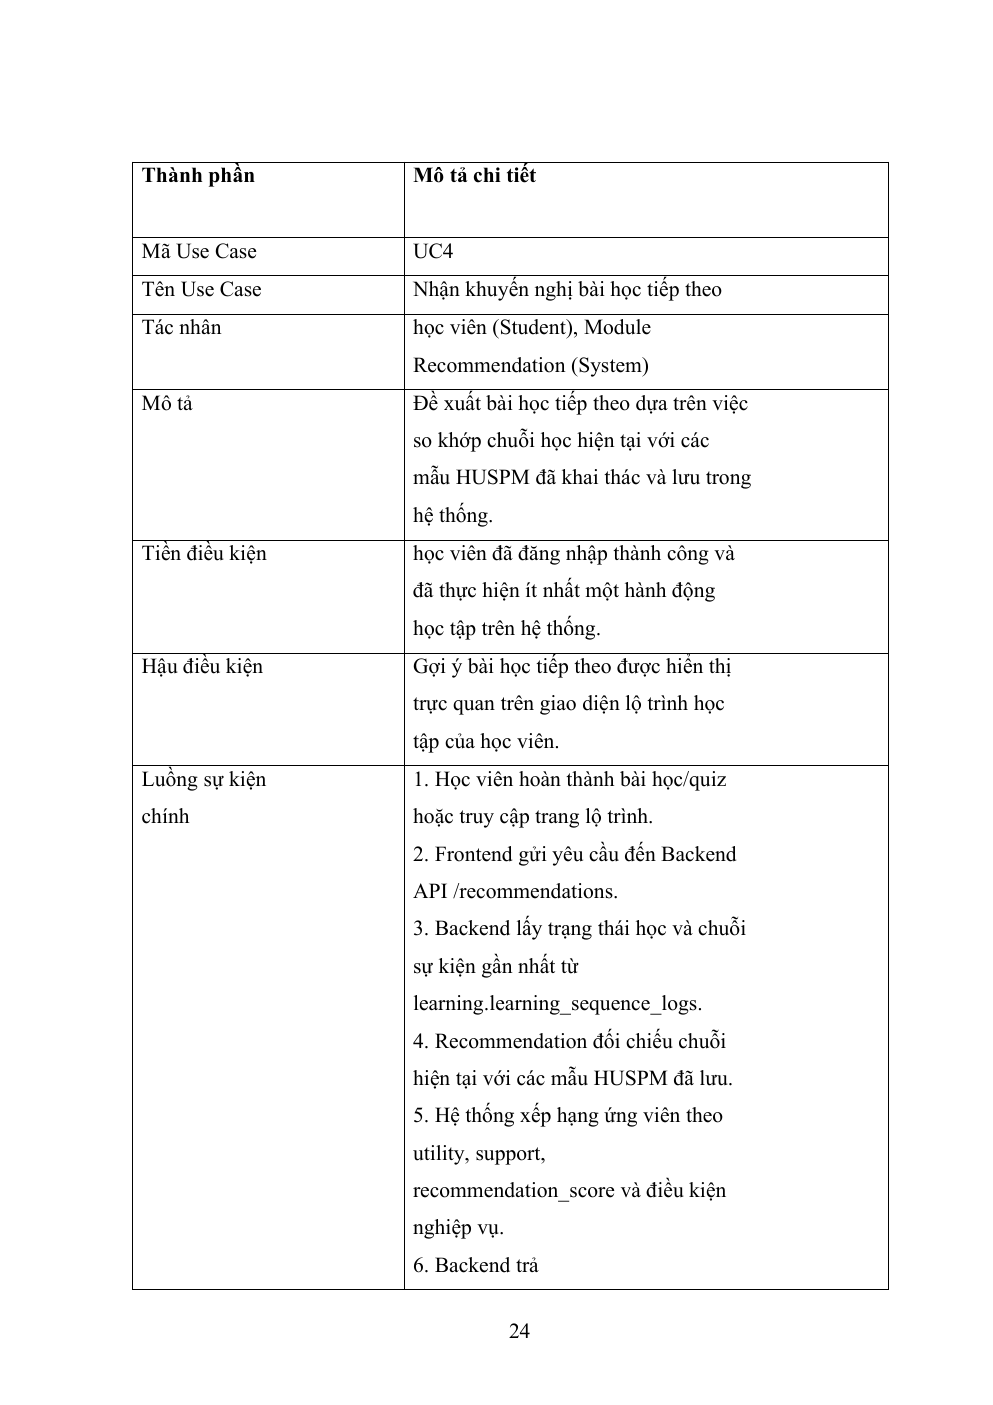 Thành phần
Mô tả chi tiết
Mã Use Case
UC4
Tên Use Case
Nhận khuyến nghị bài học tiếp theo
Tác nhân
học viên (Student), Module
Recommendation (System)
Mô tả
Đề xuất bài học tiếp theo dựa trên việc
so khớp chuỗi học hiện tại với các
mẫu HUSPM đã khai thác và lưu trong
hệ thống.
Tiền điều kiện
học viên đã đăng nhập thành công và
đã thực hiện ít nhất một hành động
học tập trên hệ thống.
Hậu điều kiện
Gợi ý bài học tiếp theo được hiển thị
trực quan trên giao diện lộ trình học
tập của học viên.
Luồng sự kiện
chính
1. Học viên hoàn thành bài học/quiz
hoặc truy cập trang lộ trình.
2. Frontend gửi yêu cầu đến Backend
API /recommendations.
3. Backend lấy trạng thái học và chuỗi
sự kiện gần nhất từ
learning.learning_sequence_logs.
4. Recommendation đối chiếu chuỗi
hiện tại với các mẫu HUSPM đã lưu.
5. Hệ thống xếp hạng ứng viên theo
utility, support,
recommendation_score và điều kiện
nghiệp vụ.
6. Backend trả
24